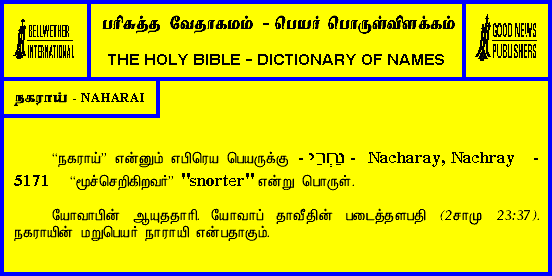 BELLWETHER
INTERNATIONAL
பரிசுத்த வேதாகமம் - பெயர் பொருள்விளக்கம்
THE HOLY BIBLE - DICTIONARY OF NAMES
GOOD NEWS
PUBLISHERS
நகராய் - NAHARAI
“நகராய்” என்னும் எபிரெய பெயருக்கு - נַחְרַי - Nacharay, Nachray -
5171 “மூச்செறிகிறவர்” "snorter" என்று பொருள்.
யோவாபின் ஆயுததாரி. யோவாப் தாவீதின் படைத்தளபதி (2சாமு 23:37).
நகராயின் மறுபெயர் நாராயி என்பதாகும்.